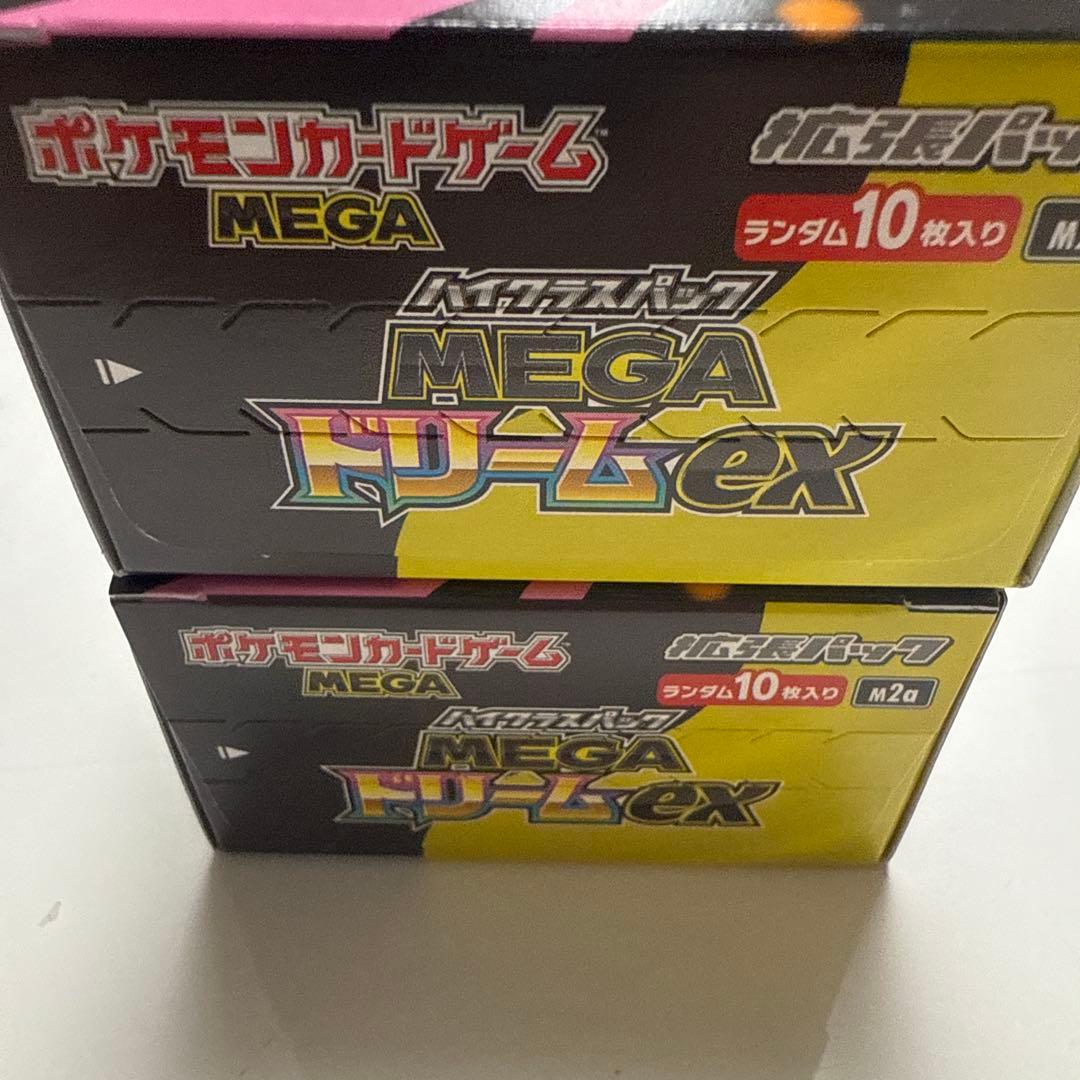 ポケモンカードゲーム™
MEGA
拡張パッ
ランダム10枚入り
M
ハイクラスパック
MEGA
ドリームex
ポケモンカードゲーム
MEGA
拡張パック
ランダム10枚入り
M2a
ハイクラスパック
MEGA
ドリームex